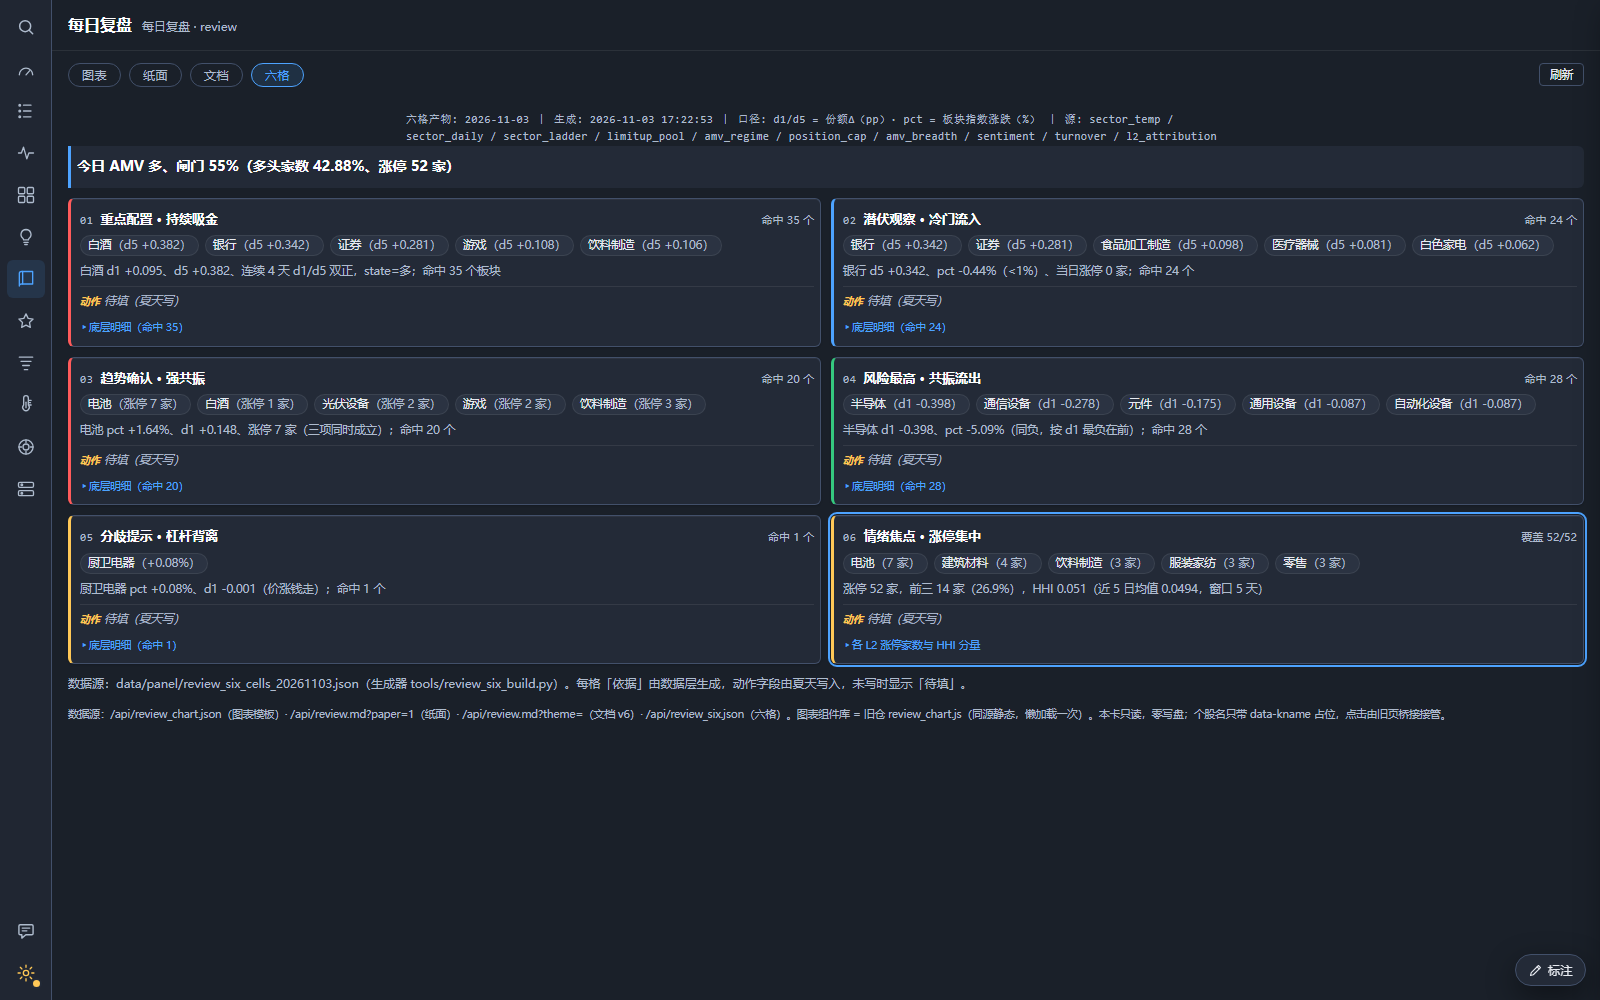 每日复盘 每日复盘 · review
图表 纸面 文档 六格 刷新
六格产物: 2026-11-03 | 生成: 2026-11-03 17:22:53 | 口径: d1/d5 = 份额Δ（pp）· pct = 板块指数涨跌（%） | 源: sector_temp /
sector_daily / sector_ladder / limitup_pool / amv_regime / position_cap / amv_breadth / sentiment / turnover / l2_attribution
今日 AMV 多、闸门 55%（多头家数 42.88%、涨停 52 家）
01 重点配置 • 持续吸金 命中 35 个
白酒（d5 +0.382） 银行（d5 +0.342） 证券（d5 +0.281） 游戏（d5 +0.108） 饮料制造（d5 +0.106）
白酒 d1 +0.095、d5 +0.382、连续 4 天 d1/d5 双正，state=多；命中 35 个板块
动作 待填（夏天写）
▸底层明细（命中 35）
02 潜伏观察 • 冷门流入 命中 24 个
银行（d5 +0.342） 证券（d5 +0.281） 食品加工制造（d5 +0.098） 医疗器械（d5 +0.081） 白色家电（d5 +0.062）
银行 d5 +0.342、pct -0.44%（<1%）、当日涨停 0 家；命中 24 个
动作 待填（夏天写）
▸底层明细（命中 24）
03 趋势确认 • 强共振 命中 20 个
电池（涨停 7 家） 白酒（涨停 1 家） 光伏设备（涨停 2 家） 游戏（涨停 2 家） 饮料制造（涨停 3 家）
电池 pct +1.64%、d1 +0.148、涨停 7 家（三项同时成立）；命中 20 个
动作 待填（夏天写）
▸底层明细（命中 20）
04 风险最高 • 共振流出 命中 28 个
半导体（d1 -0.398） 通信设备（d1 -0.278） 元件（d1 -0.175） 通用设备（d1 -0.087） 自动化设备（d1 -0.087）
半导体 d1 -0.398、pct -5.09%（同负，按 d1 最负在前）；命中 28 个
动作 待填（夏天写）
▸底层明细（命中 28）
05 分歧提示 • 杠杆背离 命中 1 个
厨卫电器（+0.08%）
厨卫电器 pct +0.08%、d1 -0.001（价涨钱走）；命中 1 个
动作 待填（夏天写）
▸底层明细（命中 1）
06 情绪焦点 • 涨停集中 覆盖 52/52
电池（7 家） 建筑材料（4 家） 饮料制造（3 家） 服装家纺（3 家） 零售（3 家）
涨停 52 家，前三 14 家（26.9%），HHI 0.051（近 5 日均值 0.0494，窗口 5 天）
动作 待填（夏天写）
▸各 L2 涨停家数与 HHI 分量
数据源：data/panel/review_six_cells_20261103.json（生成器 tools/review_six_build.py）。每格「依据」由数据层生成，动作字段由夏天写入，未写时显示「待填」。
数据源：/api/review_chart.json（图表模板）· /api/review.md?paper=1（纸面）· /api/review.md?theme=（文档 v6）· /api/review_six.json（六格）。图表组件库 = 旧仓 review_chart.js（同源静态，懒加载一次）。本卡只读，零写盘；个股名只带 data-kname 占位，点击由旧页桥接接管。
标注